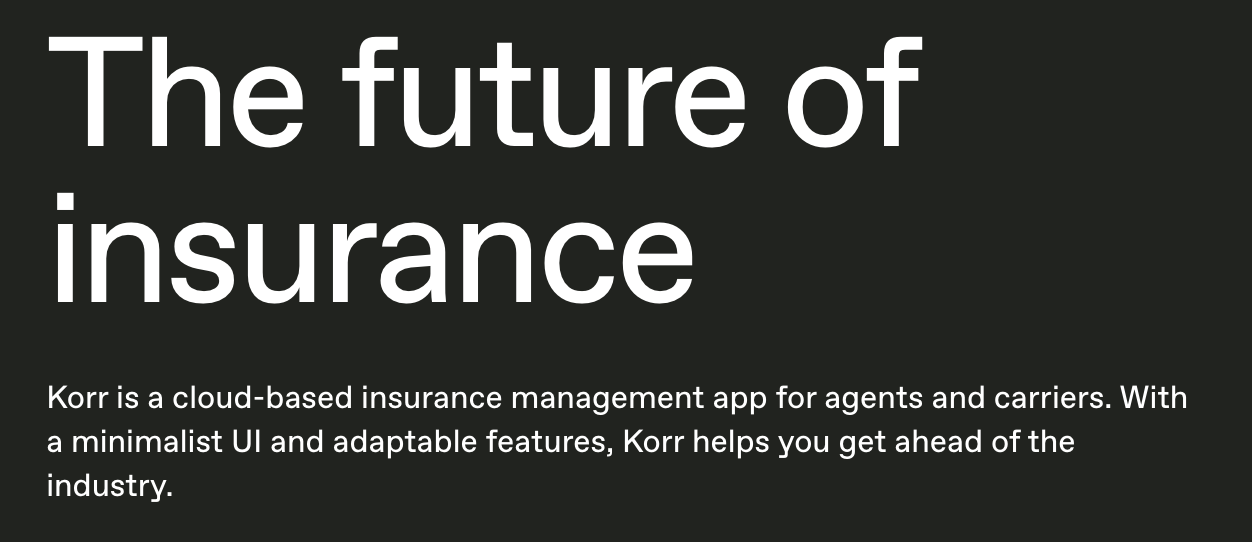 The future of
insurance
Korr is a cloud-based insurance management app for agents and carriers. With
a minimalist UI and adaptable features, Korr helps you get ahead of the
industry.